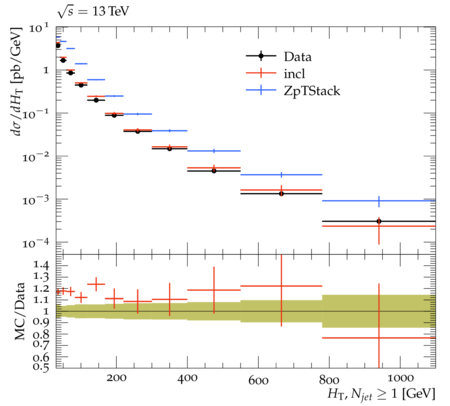 √s = 13 TeV
dσ/dH_T [pb/GeV]
10^1
1
10^−1
10^−2
10^−3
10^−4
Data
incl
ZpTStack
MC/Data
1.4
1.3
1.2
1.1
1
0.9
0.8
0.7
0.6
0.5
200 400 600 800 1000
H_T, N_jet ≥ 1 [GeV]